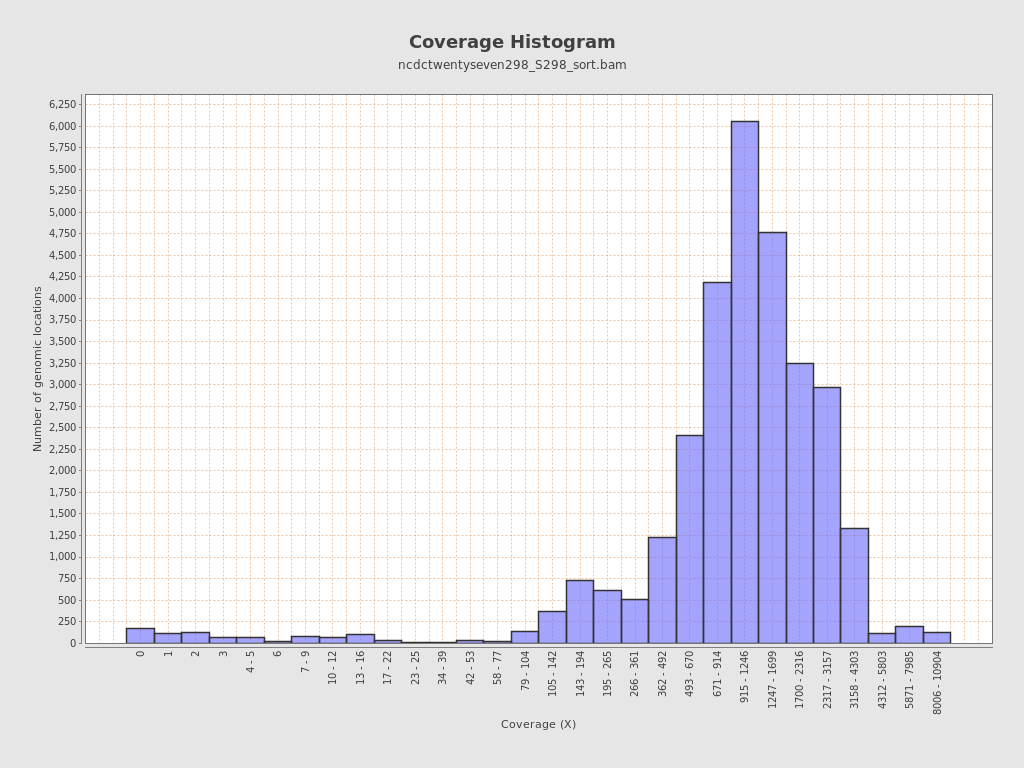 Coverage Histogram
ncdctwentyseven298_S298_sort.bam
Number of genomic locations
6,250
6,000
5,750
5,500
5,250
5,000
4,750
4,500
4,250
4,000
3,750
3,500
3,250
3,000
2,750
2,500
2,250
2,000
1,750
1,500
1,250
1,000
750
500
250
0
0
1
2
3
4 - 5
6
7 - 9
10 - 12
13 - 16
17 - 22
23 - 25
34 - 39
42 - 53
58 - 77
79 - 104
105 - 142
143 - 194
195 - 265
266 - 361
362 - 492
493 - 670
671 - 914
915 - 1246
1247 - 1699
1700 - 2316
2317 - 3157
3158 - 4303
4312 - 5803
5871 - 7985
8006 - 10904
Coverage (X)